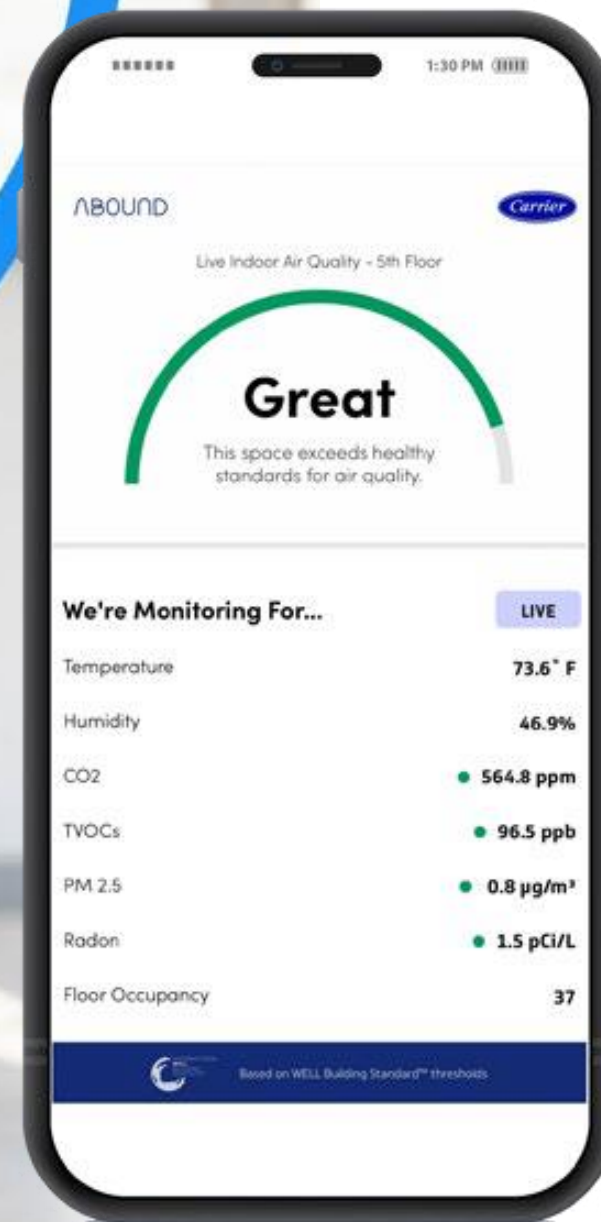 1:30 PM
ABOUND
Carrier
Live Indoor Air Quality - 5th Floor
Great
This space exceeds healthy
standards for air quality.
We're Monitoring For...
LIVE
Temperature 73.6° F
Humidity 46.9%
CO2 564.8 ppm
TVOCs 96.5 ppb
PM 2.5 0.8 µg/m³
Radon 1.5 pCi/L
Floor Occupancy 37
Based on WELL Building Standard™ thresholds